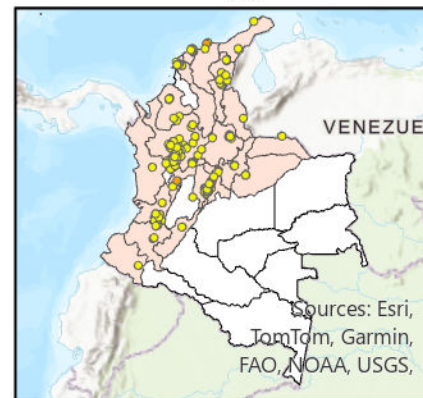 VENEZUE
Sources: Esri,
TomTom, Garmin,
FAO, NOAA, USGS,